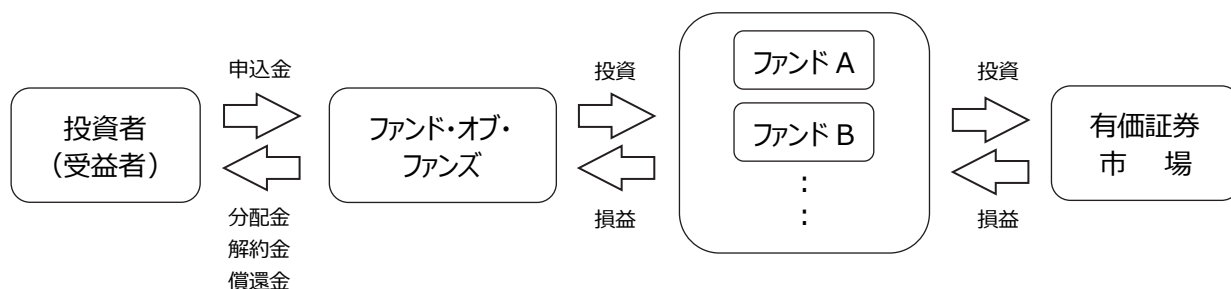 投資者
（受益者）
申込金
分配金
解約金
償還金
ファンド・オブ・
ファンズ
投資
損益
ファンド A
ファンド B
：
：
投資
損益
有価証券
市　場